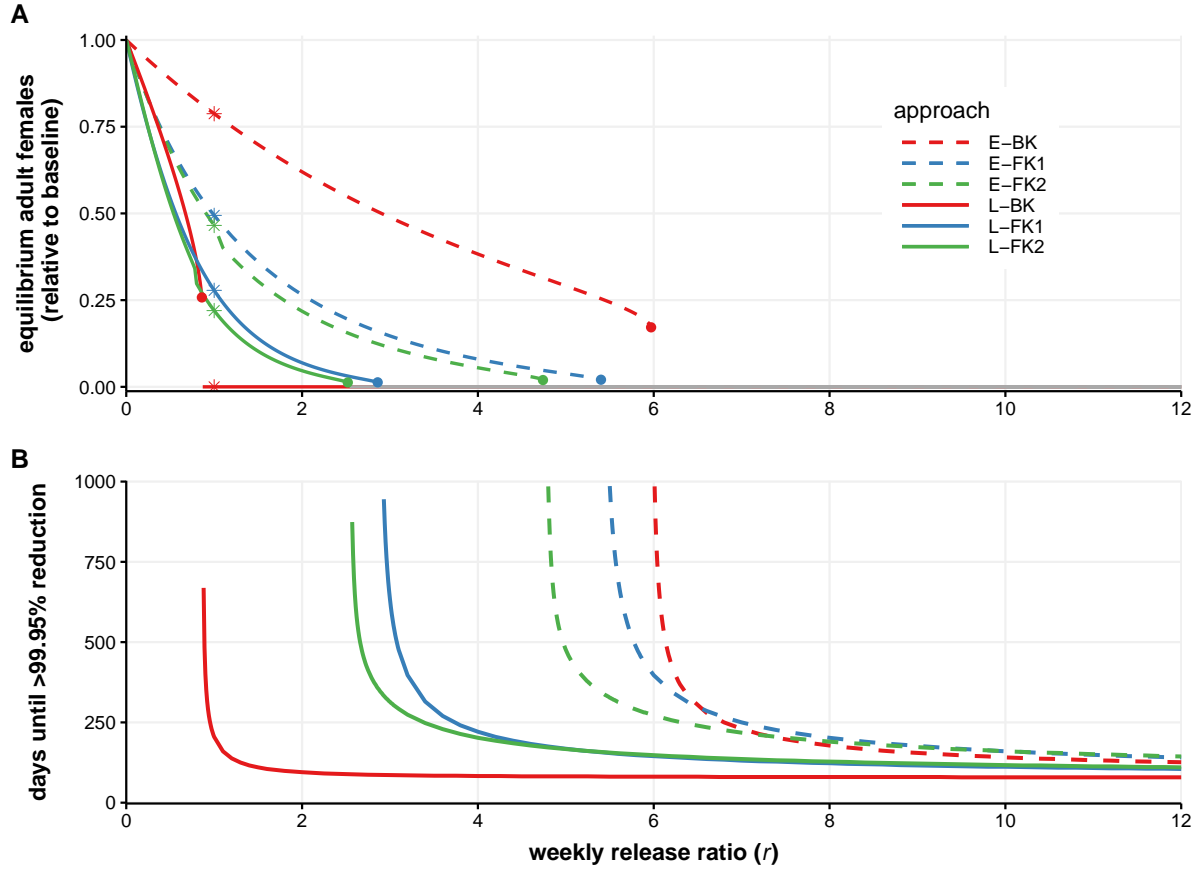 A
equilibrium adult females
(relative to baseline)
1.00
0.75
0.50
0.25
0.00
0 2 4 6 8 10 12
approach
E−BK
E−FK1
E−FK2
L−BK
L−FK1
L−FK2
B
days until >99.95% reduction
1000
750
500
250
0
0 2 4 6 8 10 12
weekly release ratio (r)